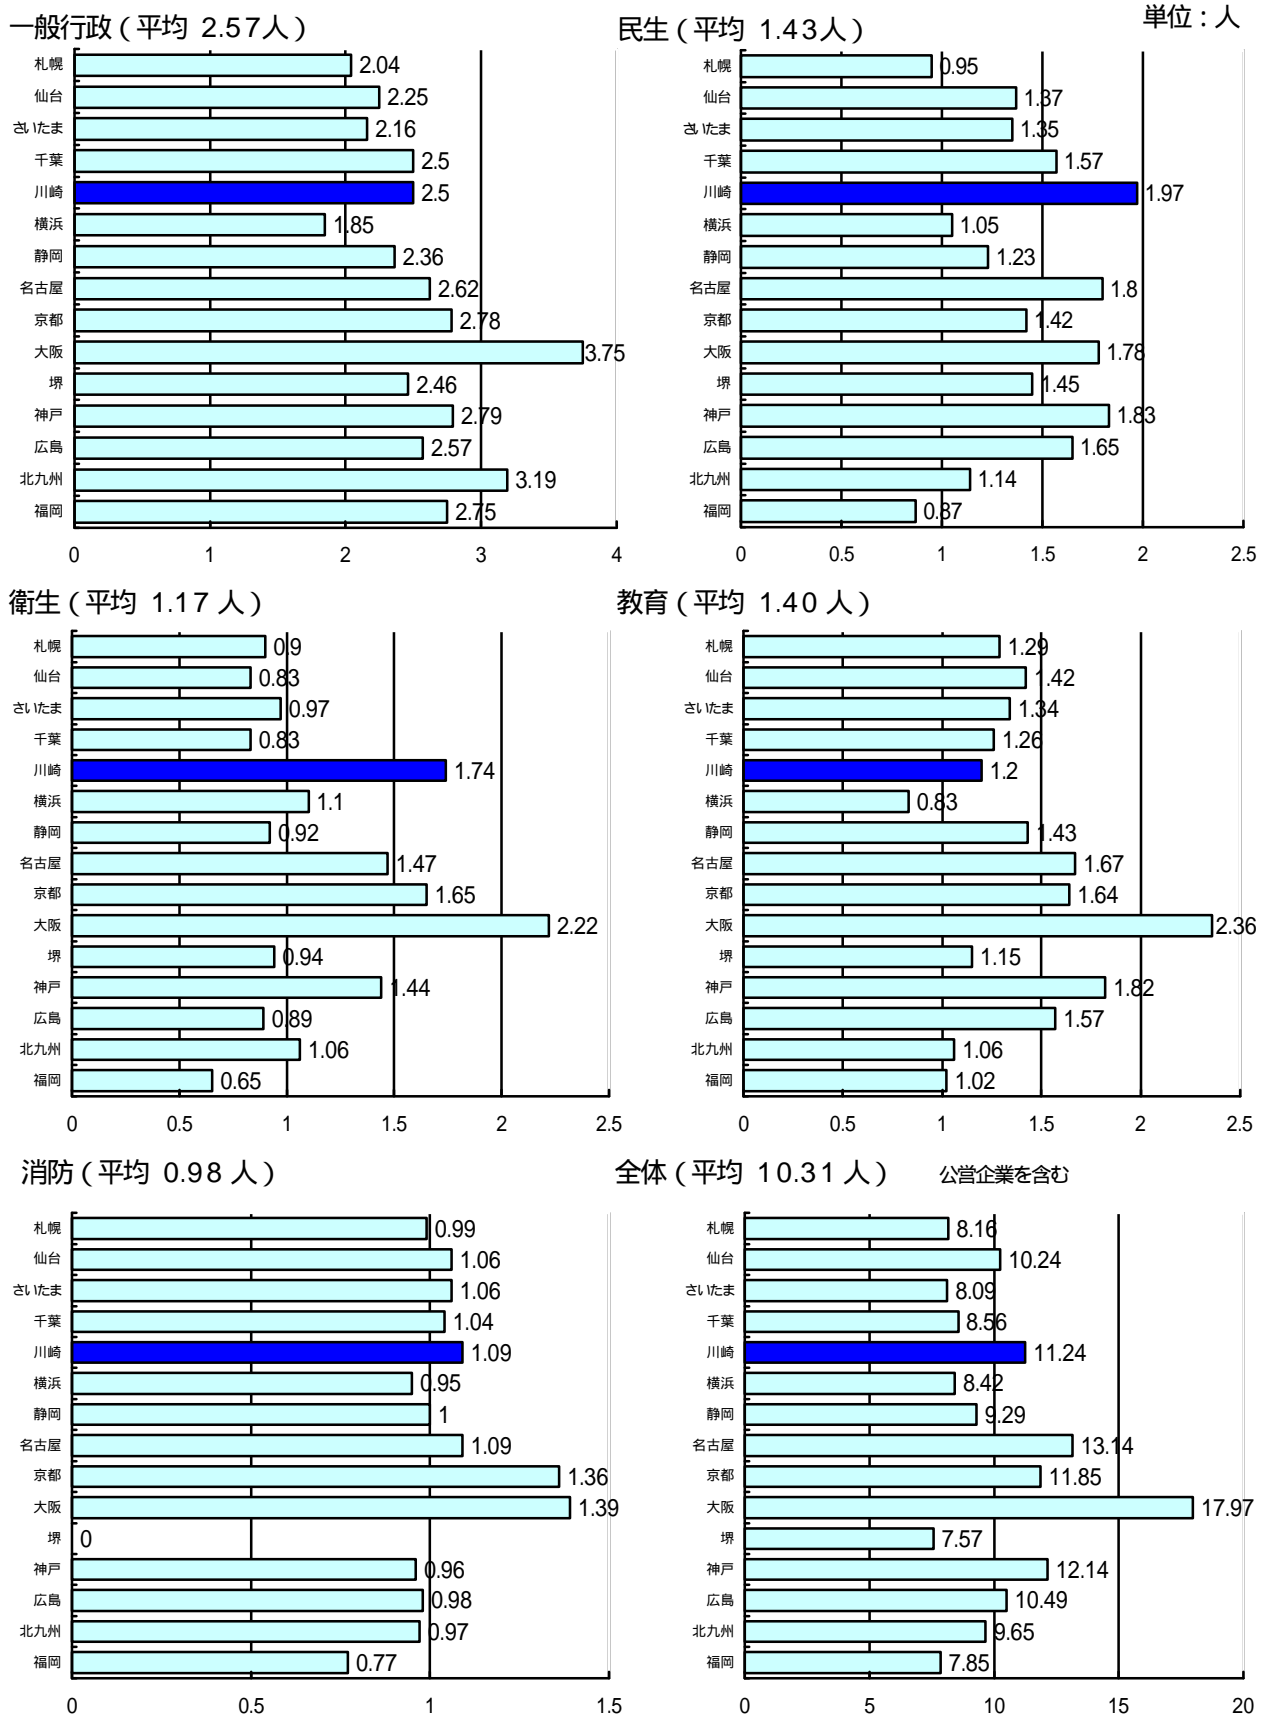 単位：人
一般行政（平均 2.57人）
札幌 2.04
仙台 2.25
さいたま 2.16
千葉 2.5
川崎 2.5
横浜 1.85
静岡 2.36
名古屋 2.62
京都 2.78
大阪 3.75
堺 2.46
神戸 2.79
広島 2.57
北九州 3.19
福岡 2.75
0 1 2 3 4
民生（平均 1.43人）
札幌 0.95
仙台 1.37
さいたま 1.35
千葉 1.57
川崎 1.97
横浜 1.05
静岡 1.23
名古屋 1.8
京都 1.42
大阪 1.78
堺 1.45
神戸 1.83
広島 1.65
北九州 1.14
福岡 0.87
0 0.5 1 1.5 2 2.5
衛生（平均 1.17 人）
札幌 0.9
仙台 0.83
さいたま 0.97
千葉 0.83
川崎 1.74
横浜 1.1
静岡 0.92
名古屋 1.47
京都 1.65
大阪 2.22
堺 0.94
神戸 1.44
広島 0.89
北九州 1.06
福岡 0.65
0 0.5 1 1.5 2 2.5
教育（平均 1.40 人）
札幌 1.29
仙台 1.42
さいたま 1.34
千葉 1.26
川崎 1.2
横浜 0.83
静岡 1.43
名古屋 1.67
京都 1.64
大阪 2.36
堺 1.15
神戸 1.82
広島 1.57
北九州 1.06
福岡 1.02
0 0.5 1 1.5 2 2.5
消防（平均 0.98 人）
札幌 0.99
仙台 1.06
さいたま 1.06
千葉 1.04
川崎 1.09
横浜 0.95
静岡 1
名古屋 1.09
京都 1.36
大阪 1.39
堺 0
神戸 0.96
広島 0.98
北九州 0.97
福岡 0.77
0 0.5 1 1.5
全体（平均 10.31 人） 公営企業を含む
札幌 8.16
仙台 10.24
さいたま 8.09
千葉 8.56
川崎 11.24
横浜 8.42
静岡 9.29
名古屋 13.14
京都 11.85
大阪 17.97
堺 7.57
神戸 12.14
広島 10.49
北九州 9.65
福岡 7.85
0 5 10 15 20